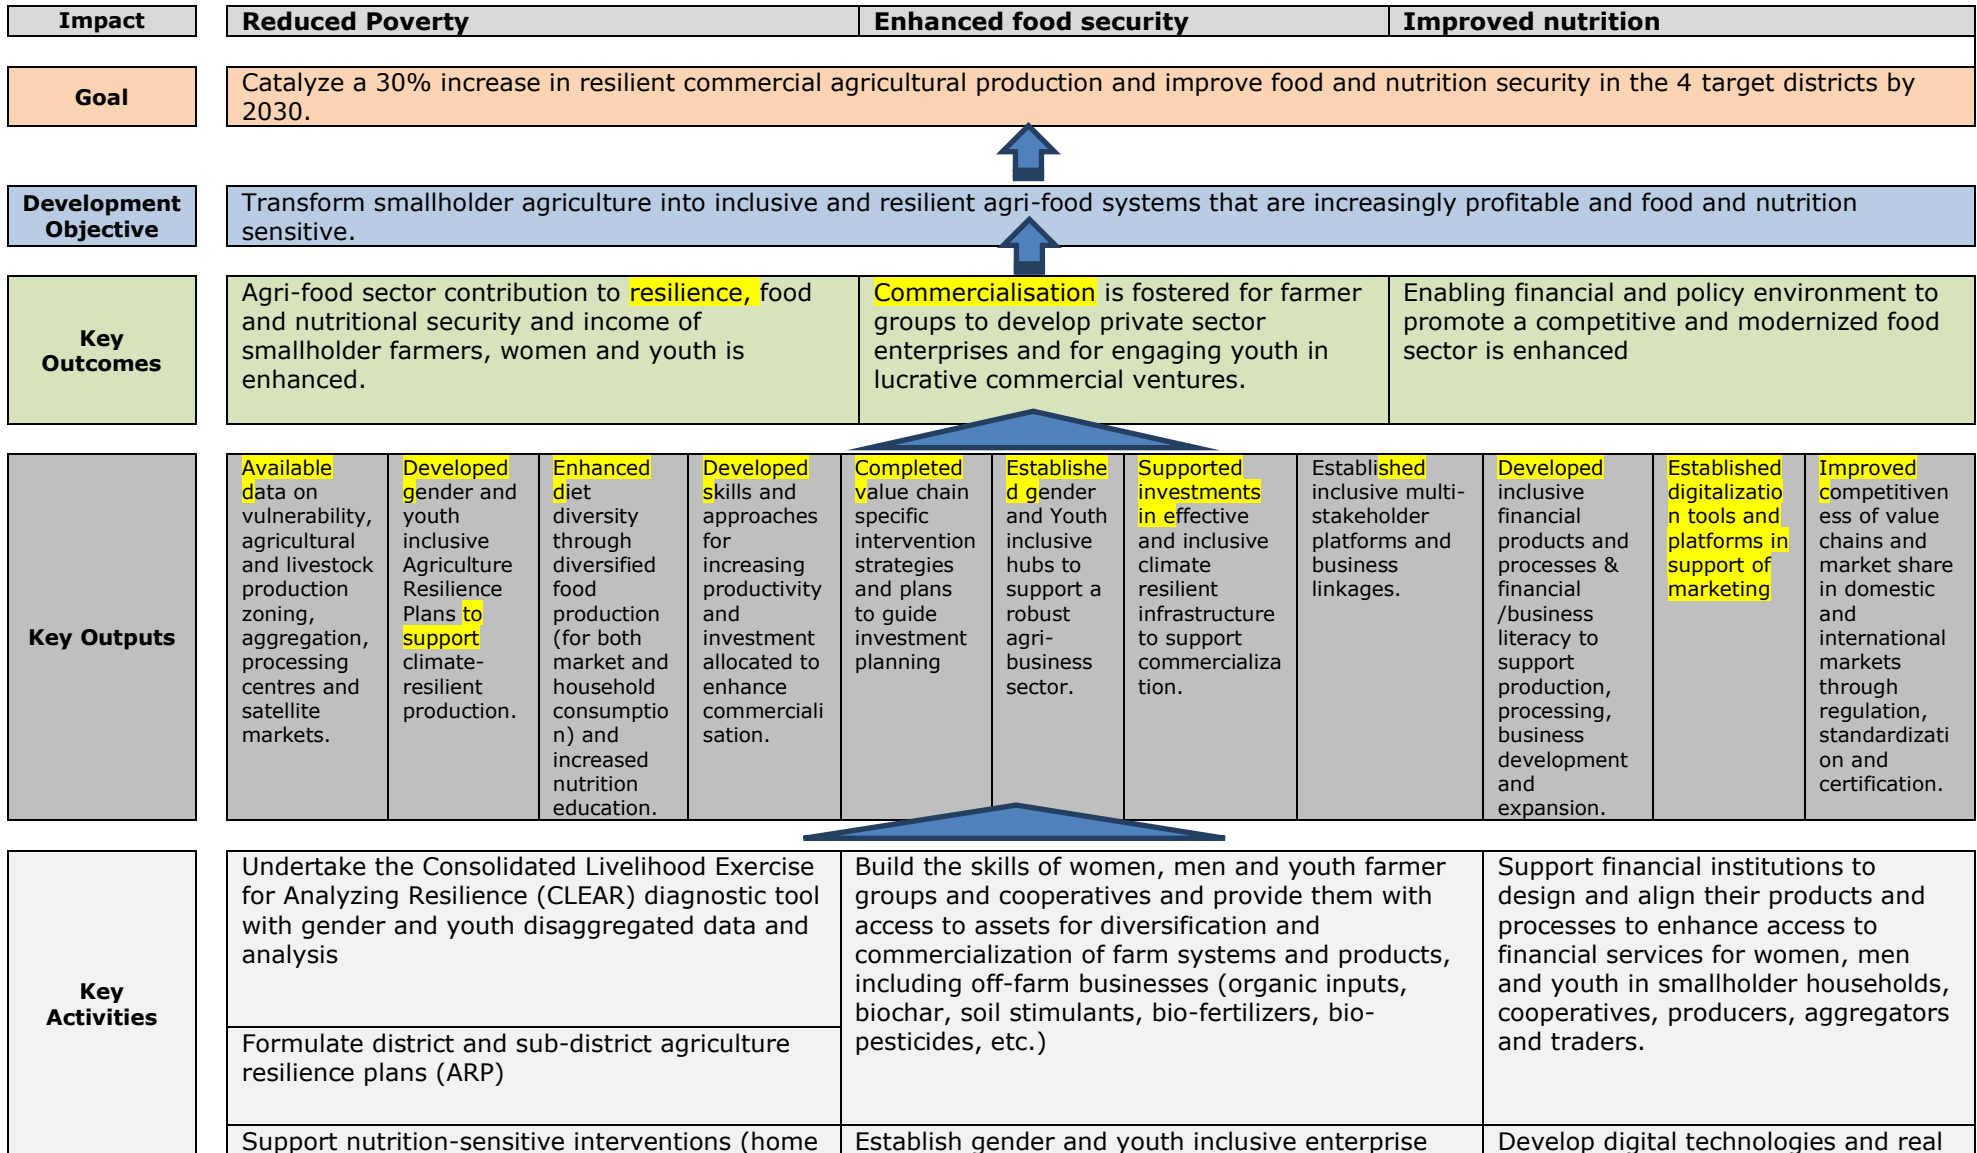 Impact
Reduced Poverty
Enhanced food security
Improved nutrition
Goal
Catalyze a 30% increase in resilient commercial agricultural production and improve food and nutrition security in the 4 target districts by
2030.
Development
Objective
Transform smallholder agriculture into inclusive and resilient agri-food systems that are increasingly profitable and food and nutrition
sensitive.
Key
Outcomes
Agri-food sector contribution to resilience, food
and nutritional security and income of
smallholder farmers, women and youth is
enhanced.
Commercialisation is fostered for farmer
groups to develop private sector
enterprises and for engaging youth in
lucrative commercial ventures.
Enabling financial and policy environment to
promote a competitive and modernized food
sector is enhanced
Key Outputs
Available
data on
vulnerability,
agricultural
and livestock
production
zoning,
aggregation,
processing
centres and
satellite
markets.
Developed
gender and
youth
inclusive
Agriculture
Resilience
Plans to
support
climate-
resilient
production.
Enhanced
diet
diversity
through
diversified
food
production
(for both
market and
household
consumptio
n) and
increased
nutrition
education.
Developed
skills and
approaches
for
increasing
productivity
and
investment
allocated to
enhance
commerciali
sation.
Completed
value chain
specific
intervention
strategies
and plans
to guide
investment
planning
Establishe
d gender
and Youth
inclusive
hubs to
support a
robust
agri-
business
sector.
Supported
investments
in effective
and inclusive
climate
resilient
infrastructure
to support
commercializa
tion.
Established
inclusive multi-
stakeholder
platforms and
business
linkages.
Developed
inclusive
financial
products and
processes &
financial
/business
literacy to
support
production,
processing,
business
development
and
expansion.
Established
digitalizatio
n tools and
platforms in
support of
marketing
Improved
competitiven
ess of value
chains and
market share
in domestic
and
international
markets
through
regulation,
standardizati
on and
certification.
Key
Activities
Undertake the Consolidated Livelihood Exercise
for Analyzing Resilience (CLEAR) diagnostic tool
with gender and youth disaggregated data and
analysis
Formulate district and sub-district agriculture
resilience plans (ARP)
Support nutrition-sensitive interventions (home
Build the skills of women, men and youth farmer
groups and cooperatives and provide them with
access to assets for diversification and
commercialization of farm systems and products,
including off-farm businesses (organic inputs,
biochar, soil stimulants, bio-fertilizers, bio-
pesticides, etc.)
Establish gender and youth inclusive enterprise
Support financial institutions to
design and align their products and
processes to enhance access to
financial services for women, men
and youth in smallholder households,
cooperatives, producers, aggregators
and traders.
Develop digital technologies and real